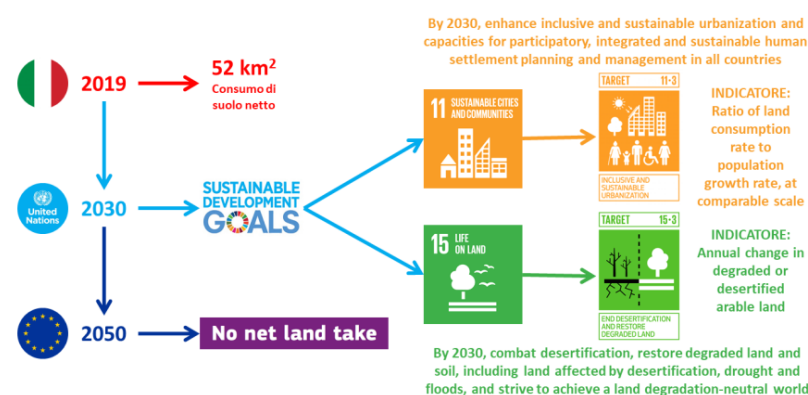 By 2030, enhance inclusive and sustainable urbanization and
capacities for participatory, integrated and sustainable human
settlement planning and management in all countries
2019
52 km²
Consumo di
suolo netto
11 SUSTAINABLE CITIES
AND COMMUNITIES
TARGET 11·3
INCLUSIVE AND
SUSTAINABLE
URBANIZATION
INDICATORE:
Ratio of land
consumption
rate to
population
growth rate, at
comparable scale
United
Nations
2030
SUSTAINABLE
DEVELOPMENT
GOALS
15 LIFE
ON LAND
TARGET 15·3
END DESERTIFICATION
AND RESTORE
DEGRADED LAND
INDICATORE:
Annual change in
degraded or
desertified
arable land
2050
No net land take
By 2030, combat desertification, restore degraded land and
soil, including land affected by desertification, drought and
floods, and strive to achieve a land degradation-neutral world